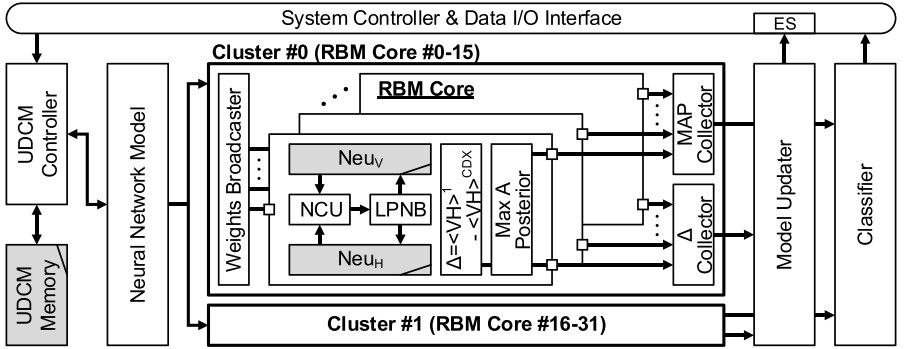 System Controller & Data I/O Interface
ES
Cluster #0 (RBM Core #0-15)
UDCM
Controller
UDCM
Memory
Neural Network Model
Weights Broadcaster
RBM Core
NeuV
NCU
LPNB
NeuH
Δ=<VH>1
- <VH>CDX
Max A
Posterior
MAP
Collector
Δ
Collector
Model Updater
Classifier
Cluster #1 (RBM Core #16-31)